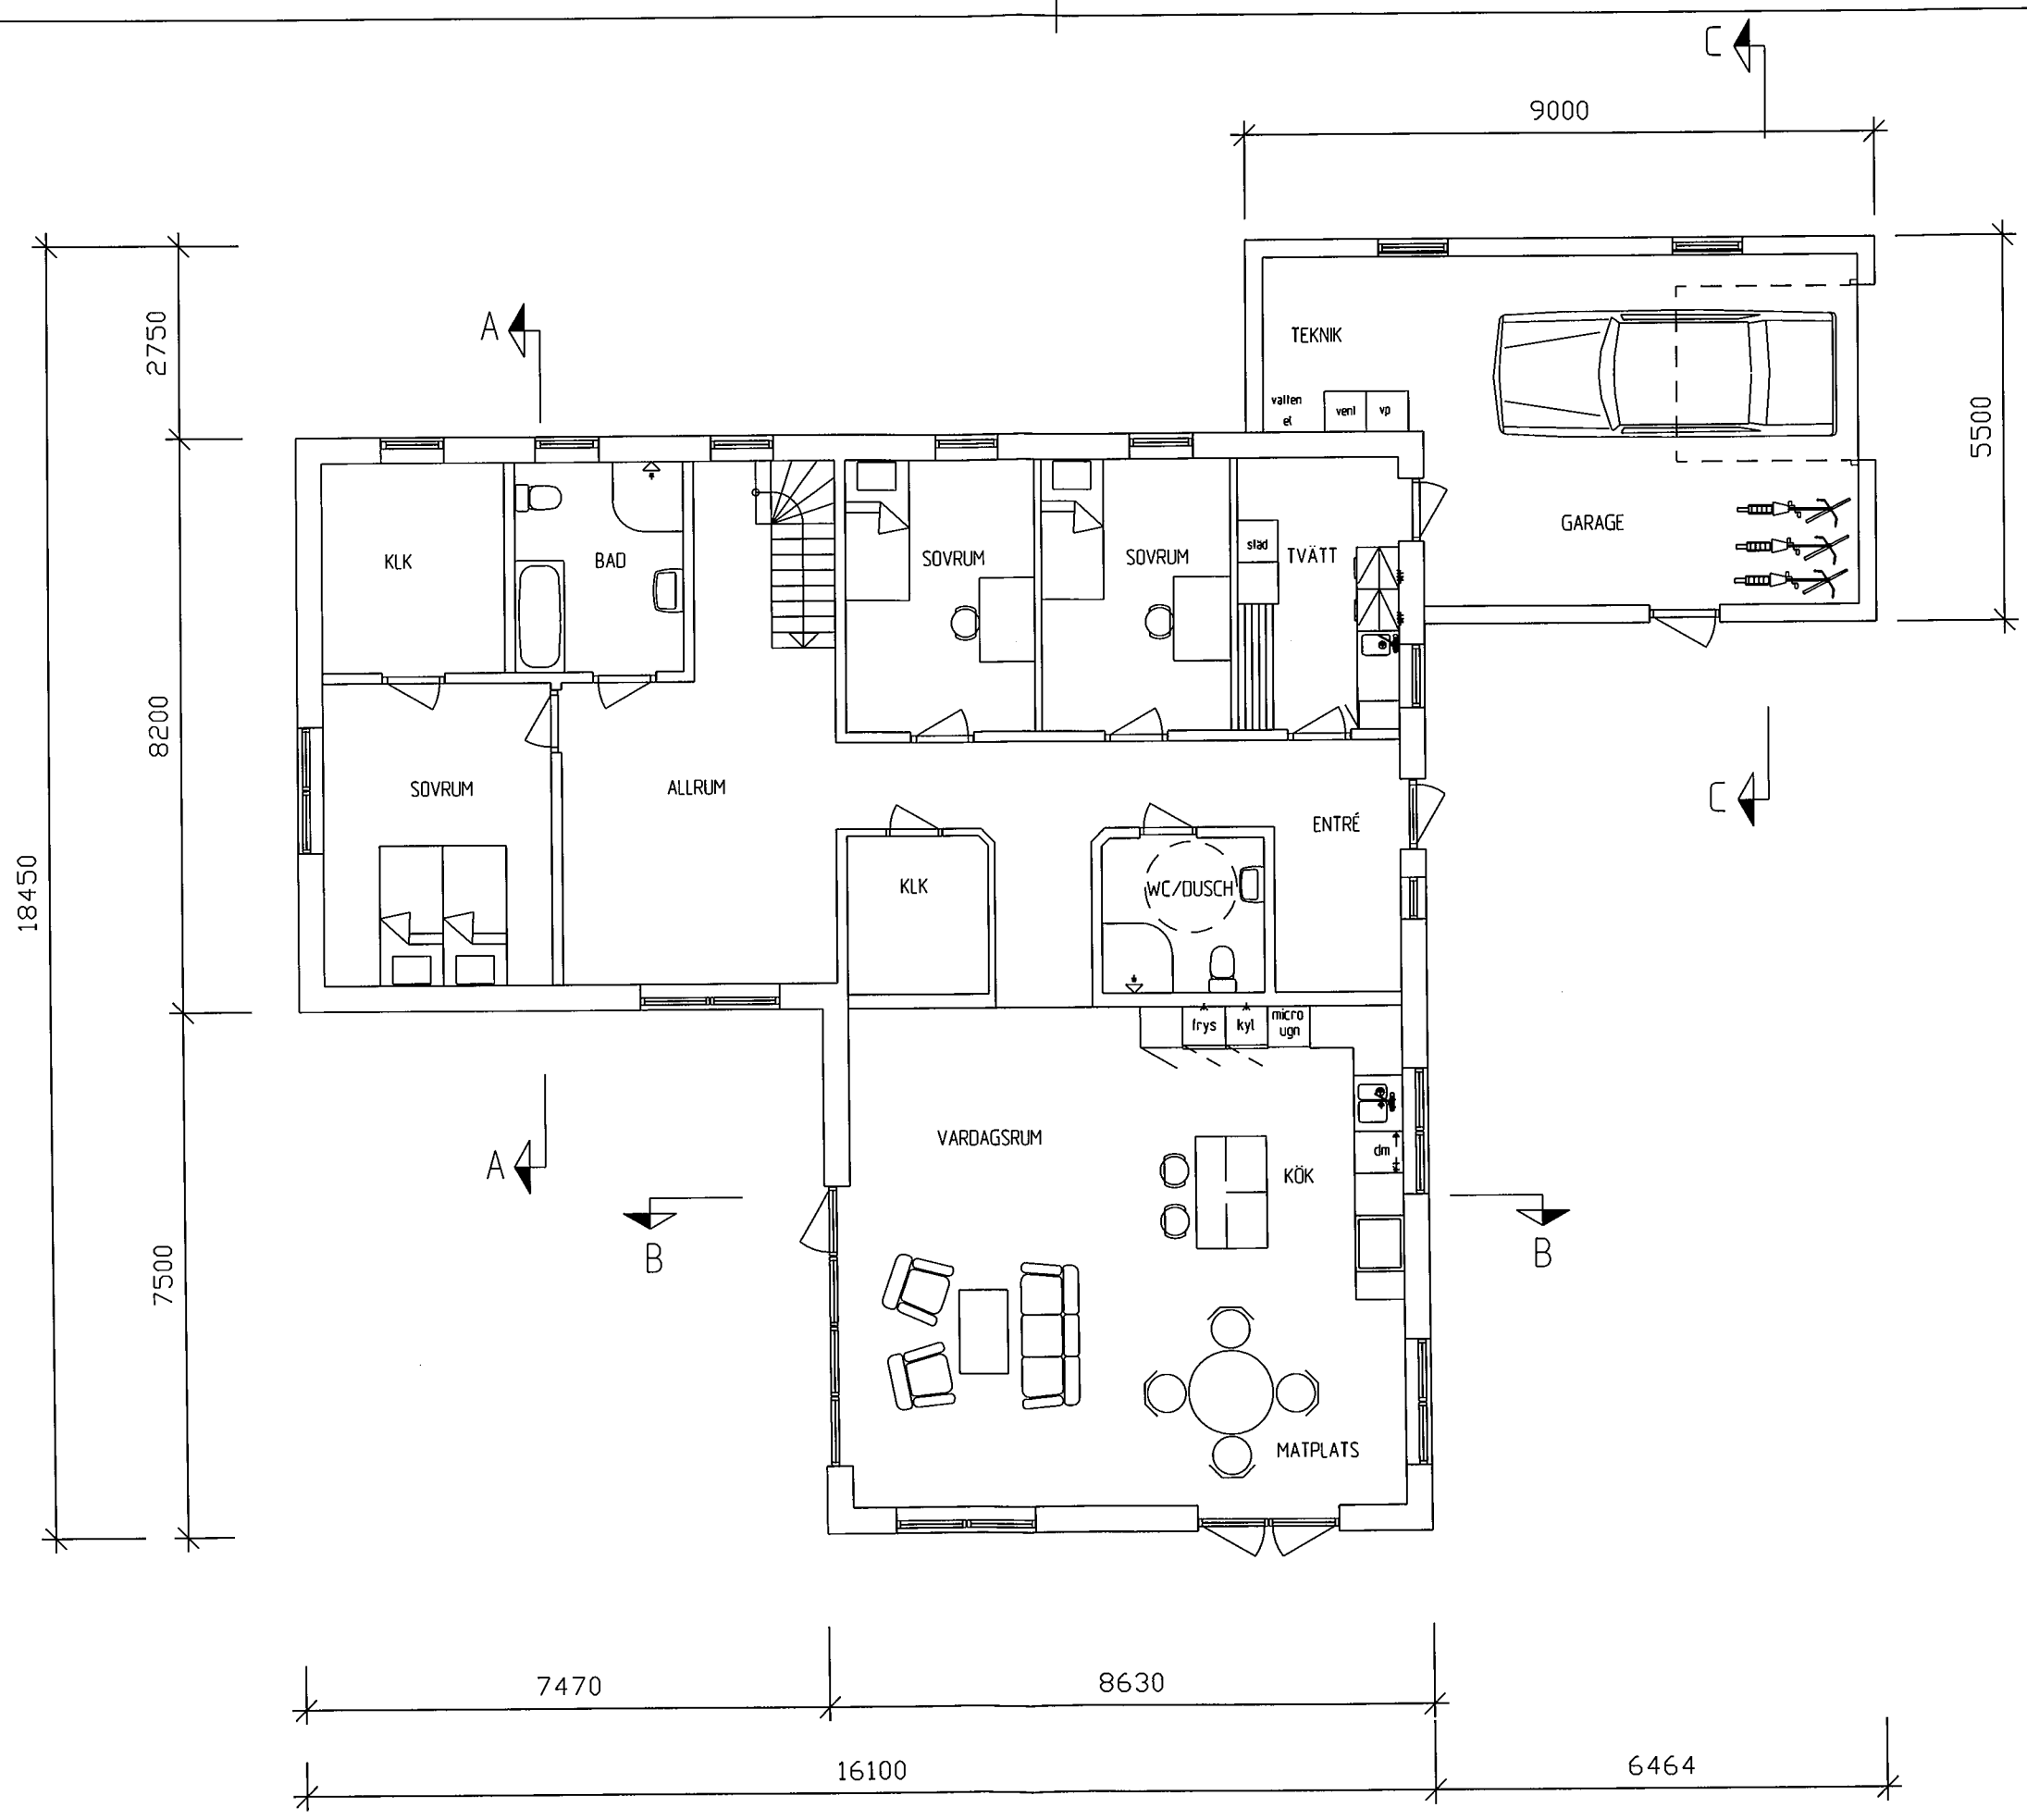 C
9000
2750
A
TEKNIK
vatten
el
vent
vp
5500
GARAGE
KLK
BAD
SOVRUM
SOVRUM
städ
TVÄTT
8200
SOVRUM
ALLRUM
C
ENTRÉ
18450
KLK
WC/DUSCH
frys
kyl
micro
ugn
VARDAGSRUM
dm
A
KÖK
B
B
7500
MATPLATS
7470
8630
16100
6464